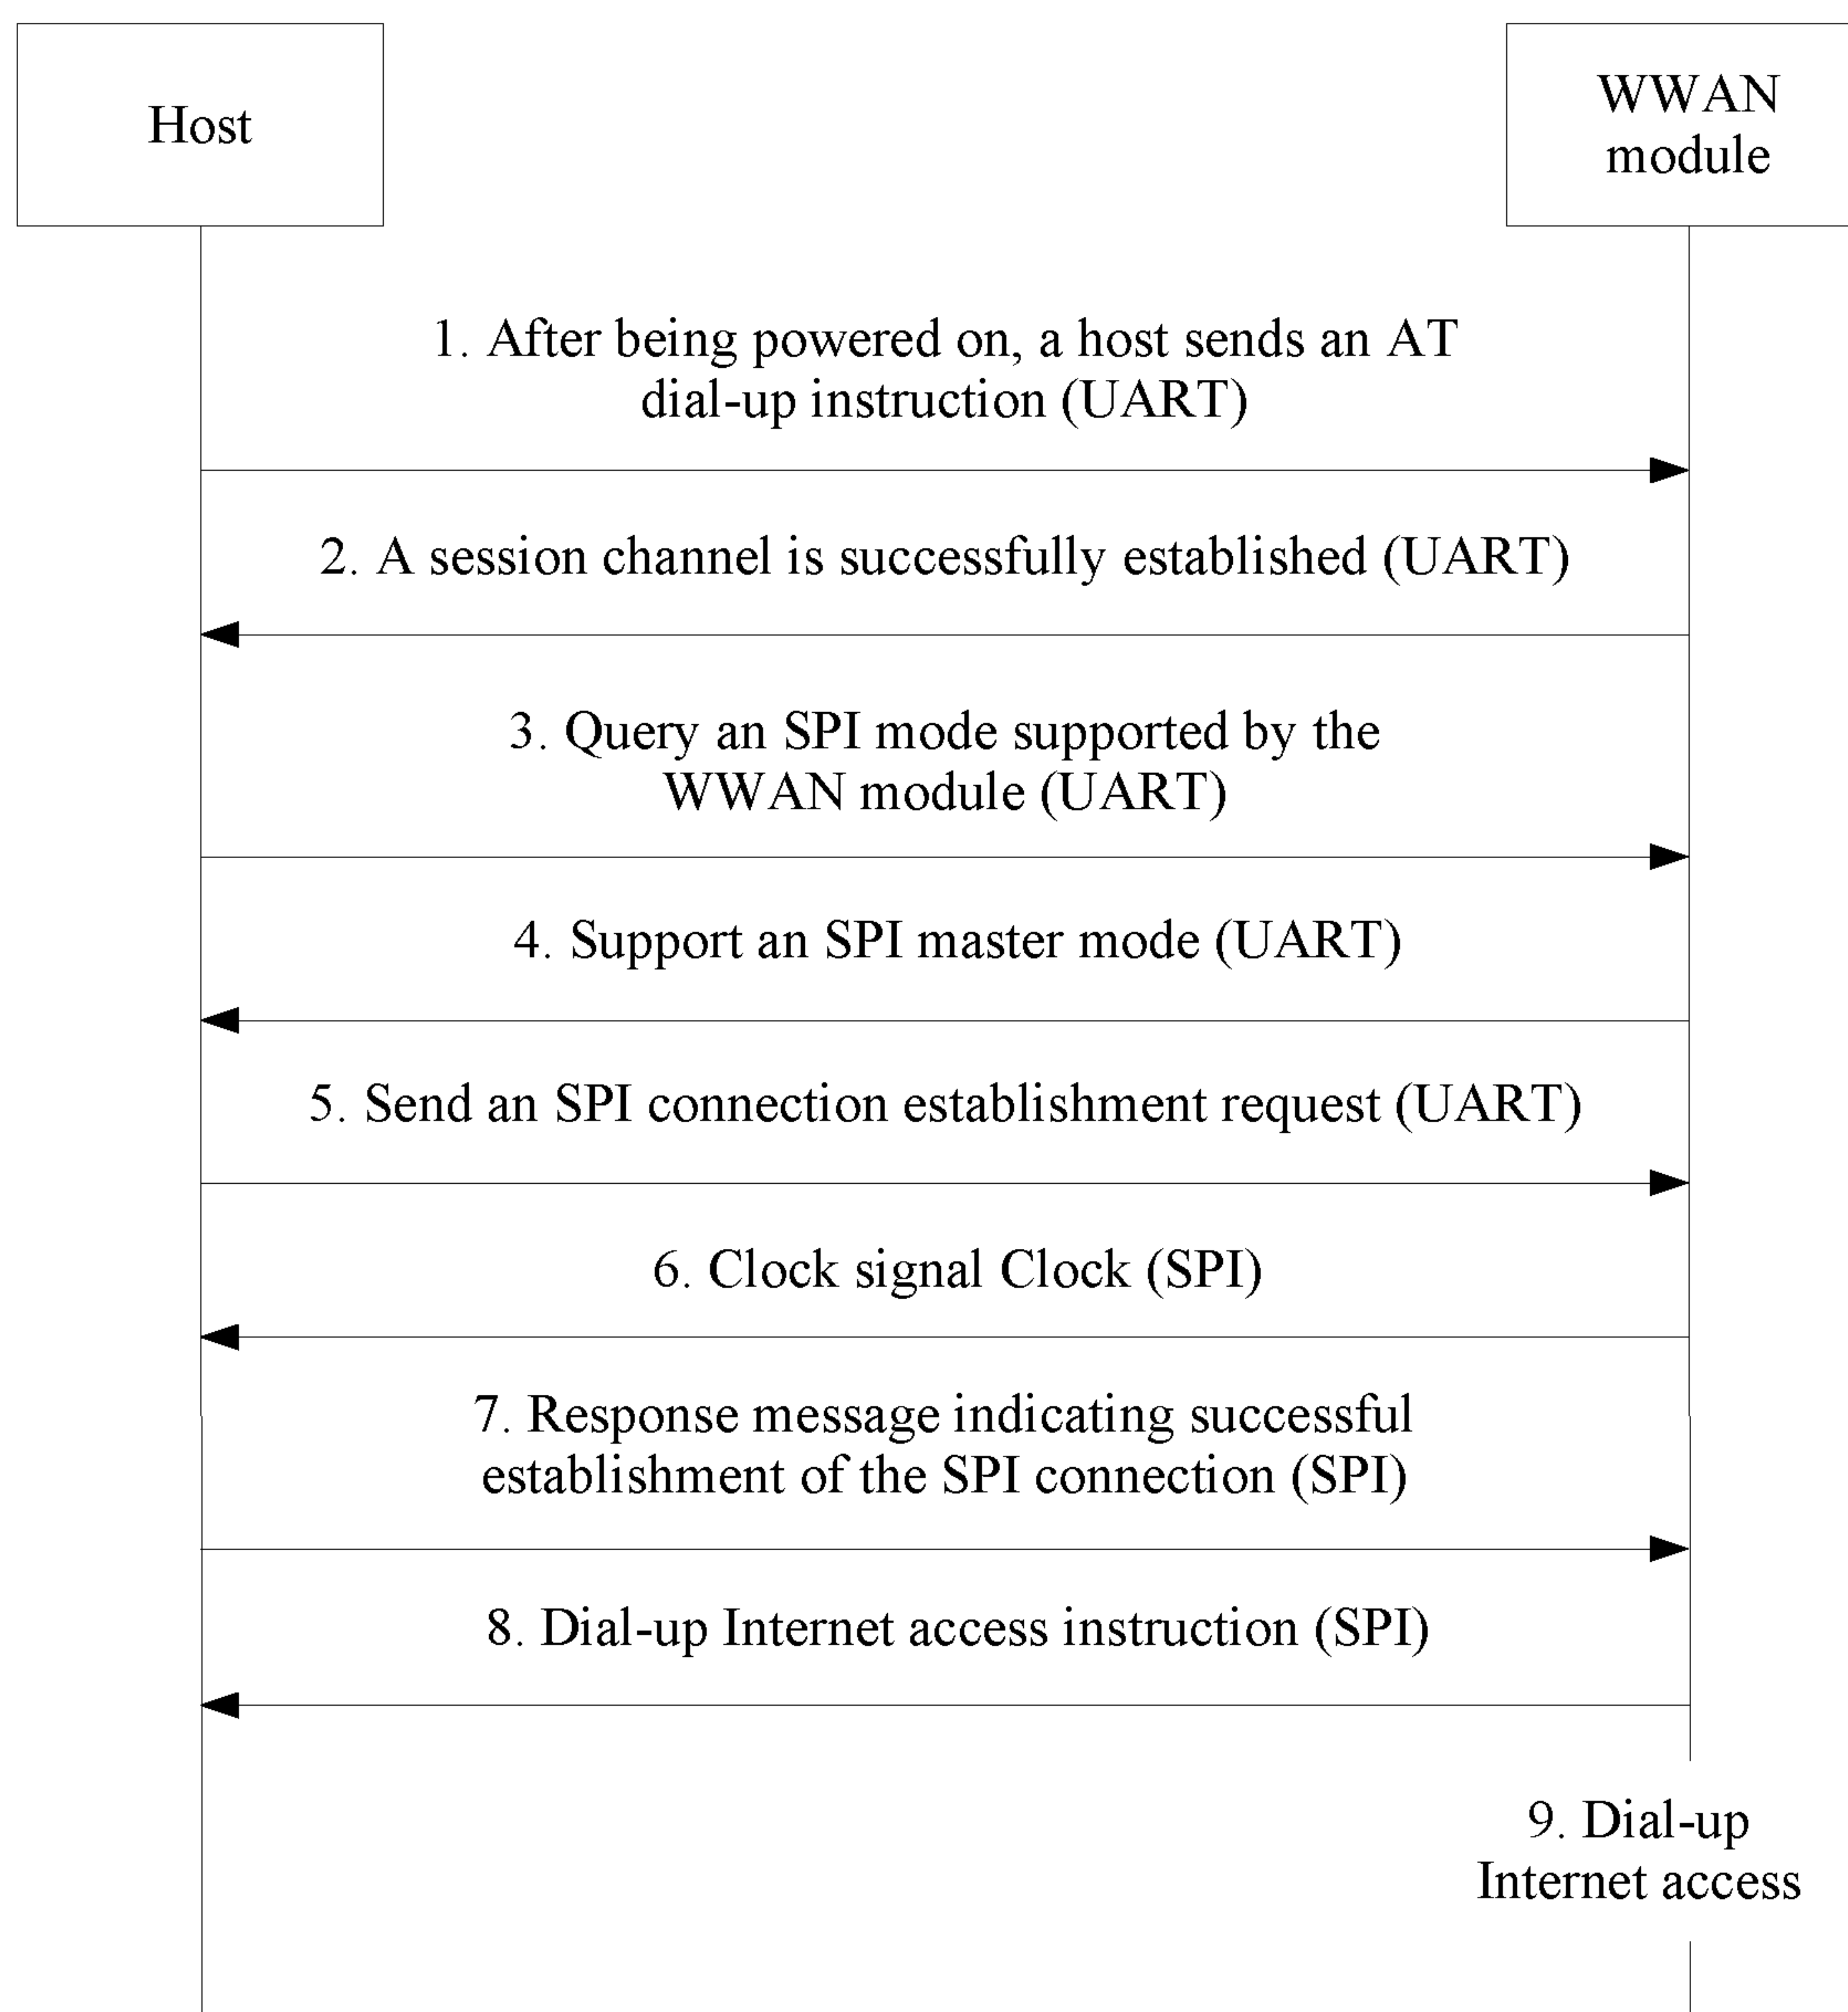 Host
WWAN
module
1. After being powered on, a host sends an AT
dial-up instruction (UART)
2. A session channel is successfully established (UART)
3. Query an SPI mode supported by the
WWAN module (UART)
4. Support an SPI master mode (UART)
5. Send an SPI connection establishment request (UART)
6. Clock signal Clock (SPI)
7. Response message indicating successful
establishment of the SPI connection (SPI)
8. Dial-up Internet access instruction (SPI)
9. Dial-up
Internet access